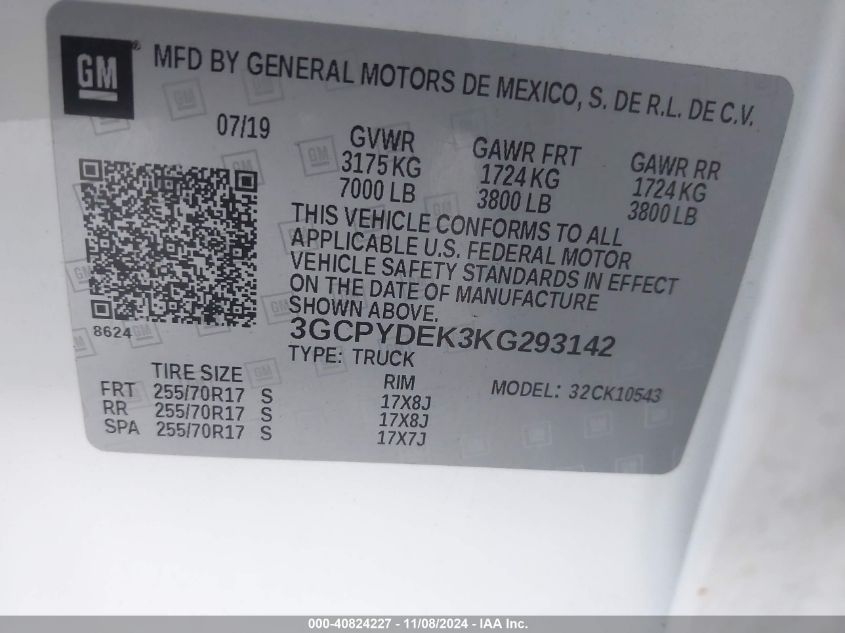 GM ®
MFD BY GENERAL MOTORS DE MEXICO, S. DE R.L. DE C.V.
07/19
GVWR
3175 KG
7000 LB
GAWR FRT
1724 KG
3800 LB
GAWR RR
1724 KG
3800 LB
THIS VEHICLE CONFORMS TO ALL
APPLICABLE U.S. FEDERAL MOTOR
VEHICLE SAFETY STANDARDS IN EFFECT
ON THE DATE OF MANUFACTURE
SHOWN ABOVE.
8624
3GCPYDEK3KG293142
TYPE: TRUCK
MODEL: 32CK10543
TIRE SIZE RIM
FRT 255/70R17 S 17X8J
RR 255/70R17 S 17X8J
SPA 255/70R17 S 17X7J
000-40824227 - 11/08/2024 - IAA Inc.